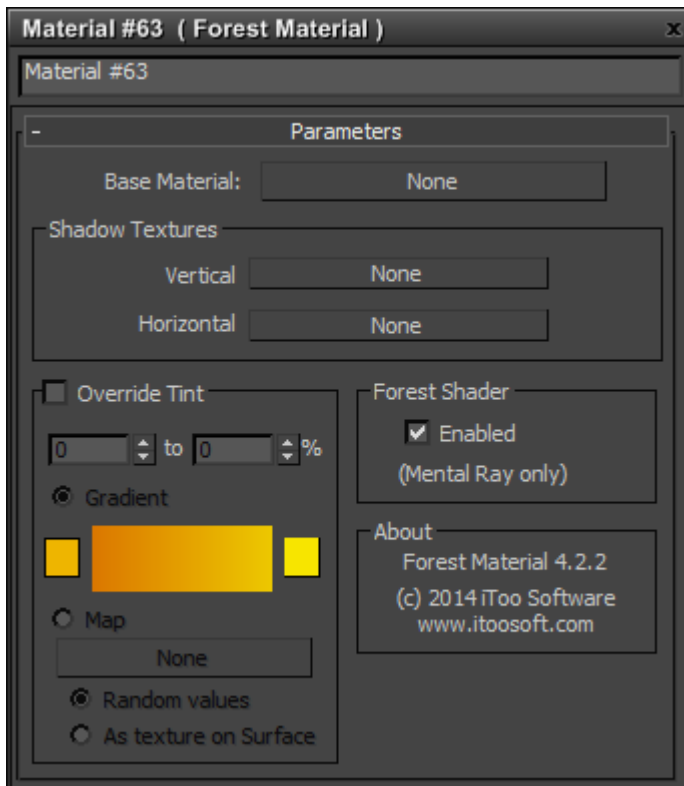 Material #63 ( Forest Material )
x
Material #63
- Parameters
Base Material: None
Shadow Textures
Vertical None
Horizontal None
Override Tint
0 to 0 %
Gradient
Map
None
Random values
As texture on Surface
Forest Shader
Enabled
(Mental Ray only)
About
Forest Material 4.2.2
(c) 2014 iToo Software
www.itoosoft.com